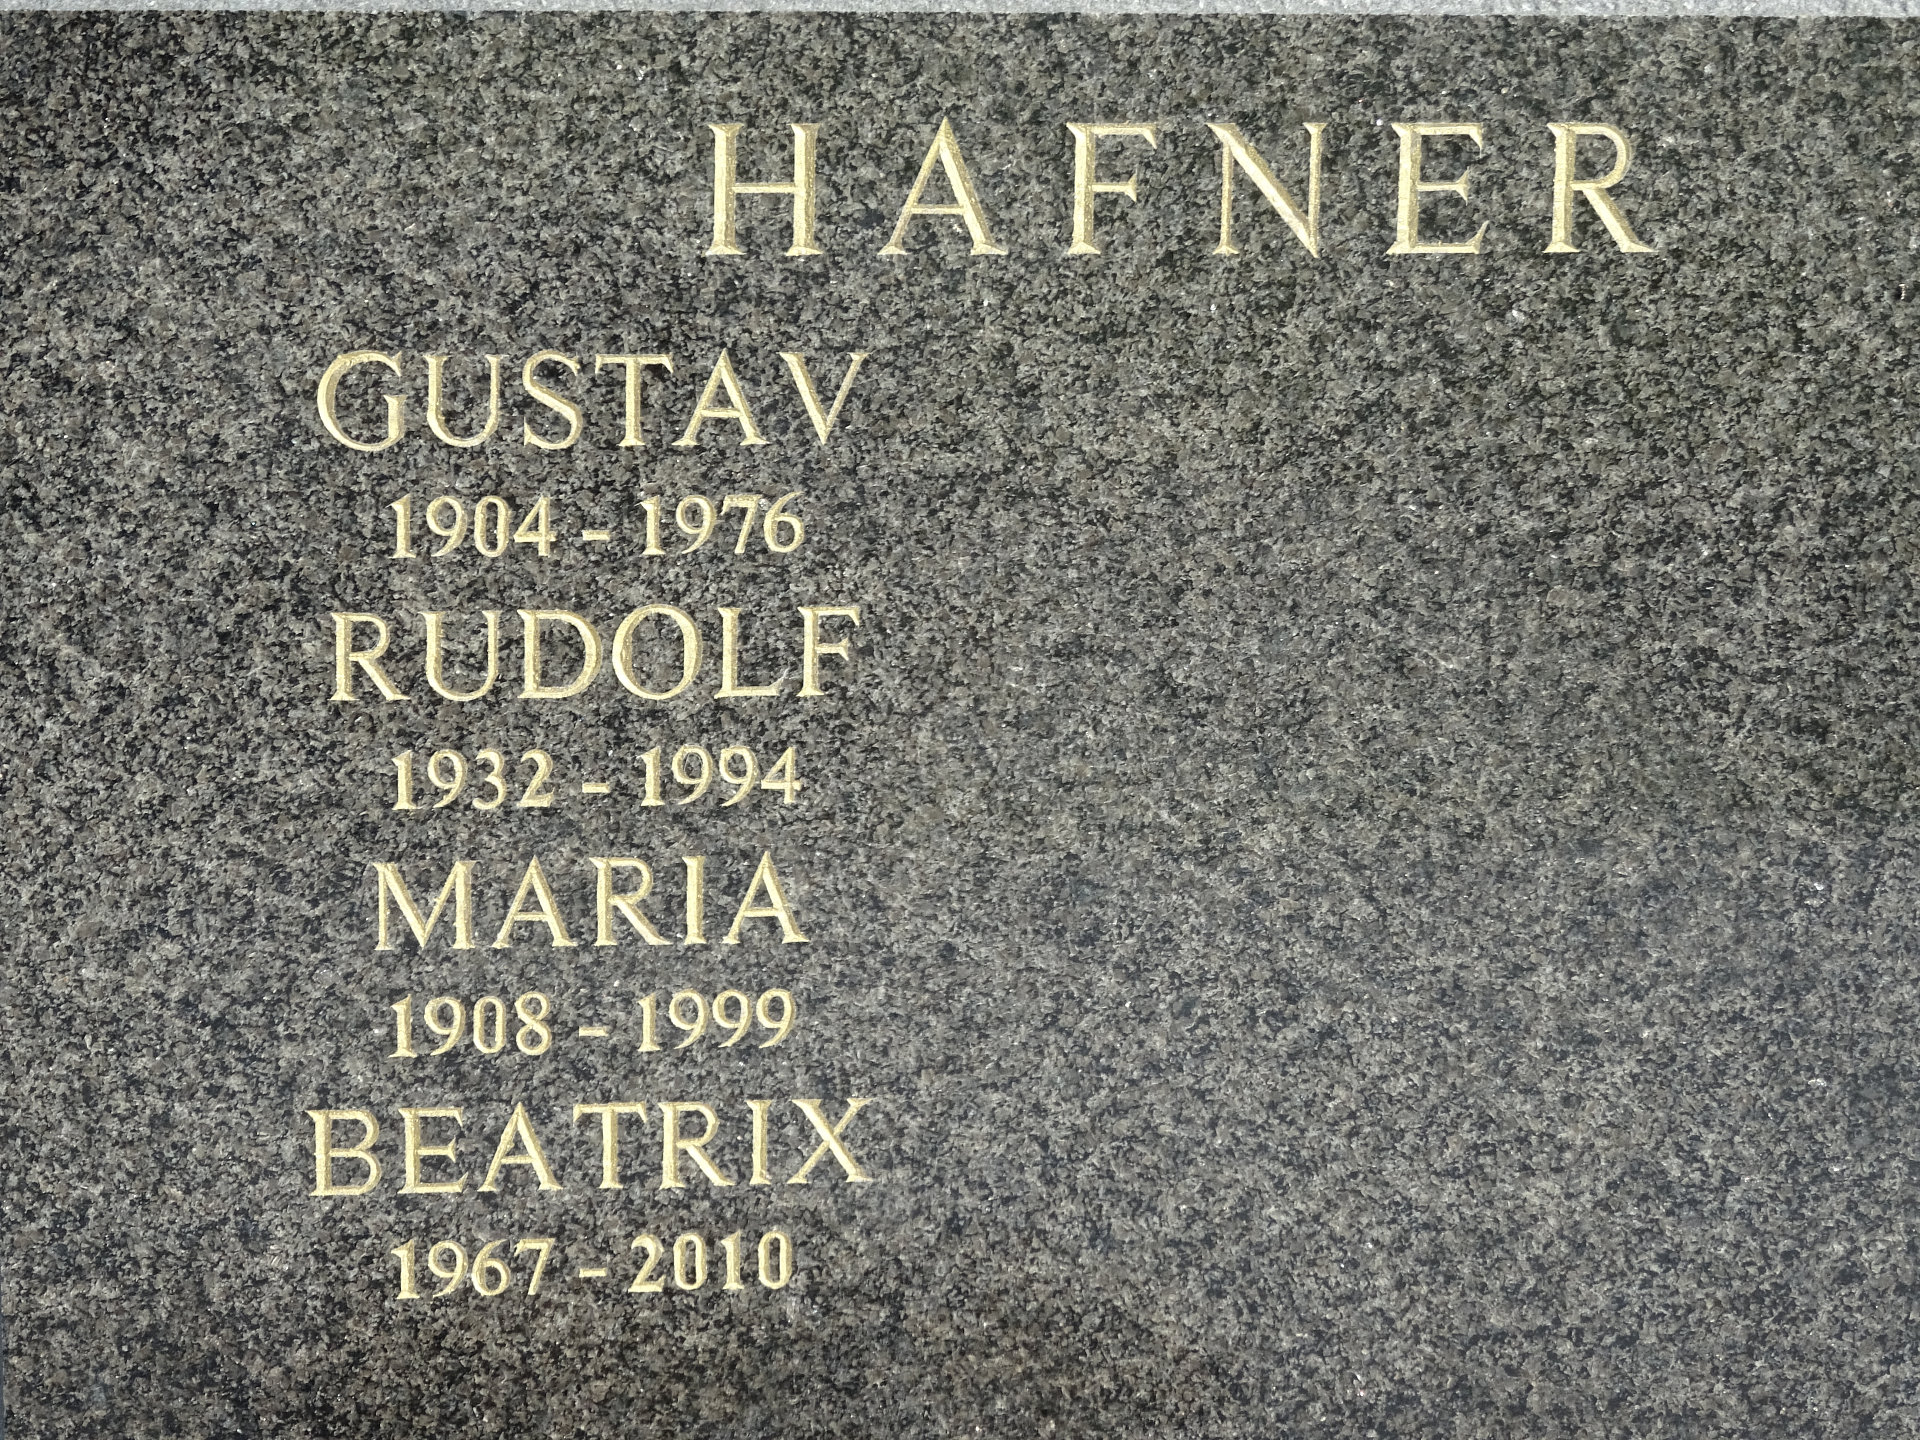 HAFNER
GUSTAV
1904 - 1976
RUDOLF
1932 - 1994
MARIA
1908 - 1999
BEATRIX
1967 - 2010